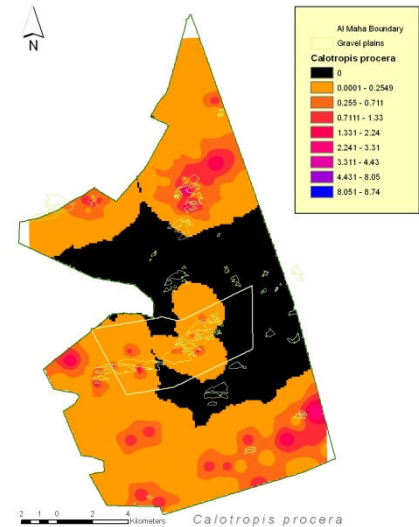 N
Al Maha Boundary
Gravel plains
Calotropis procera
0
0.0001 - 0.2549
0.255 - 0.711
0.7111 - 1.33
1.331 - 2.24
2.241 - 3.31
3.311 - 4.43
4.431 - 8.05
8.051 - 8.74
2 1 0 2 4
Kilometers
Calotropis procera